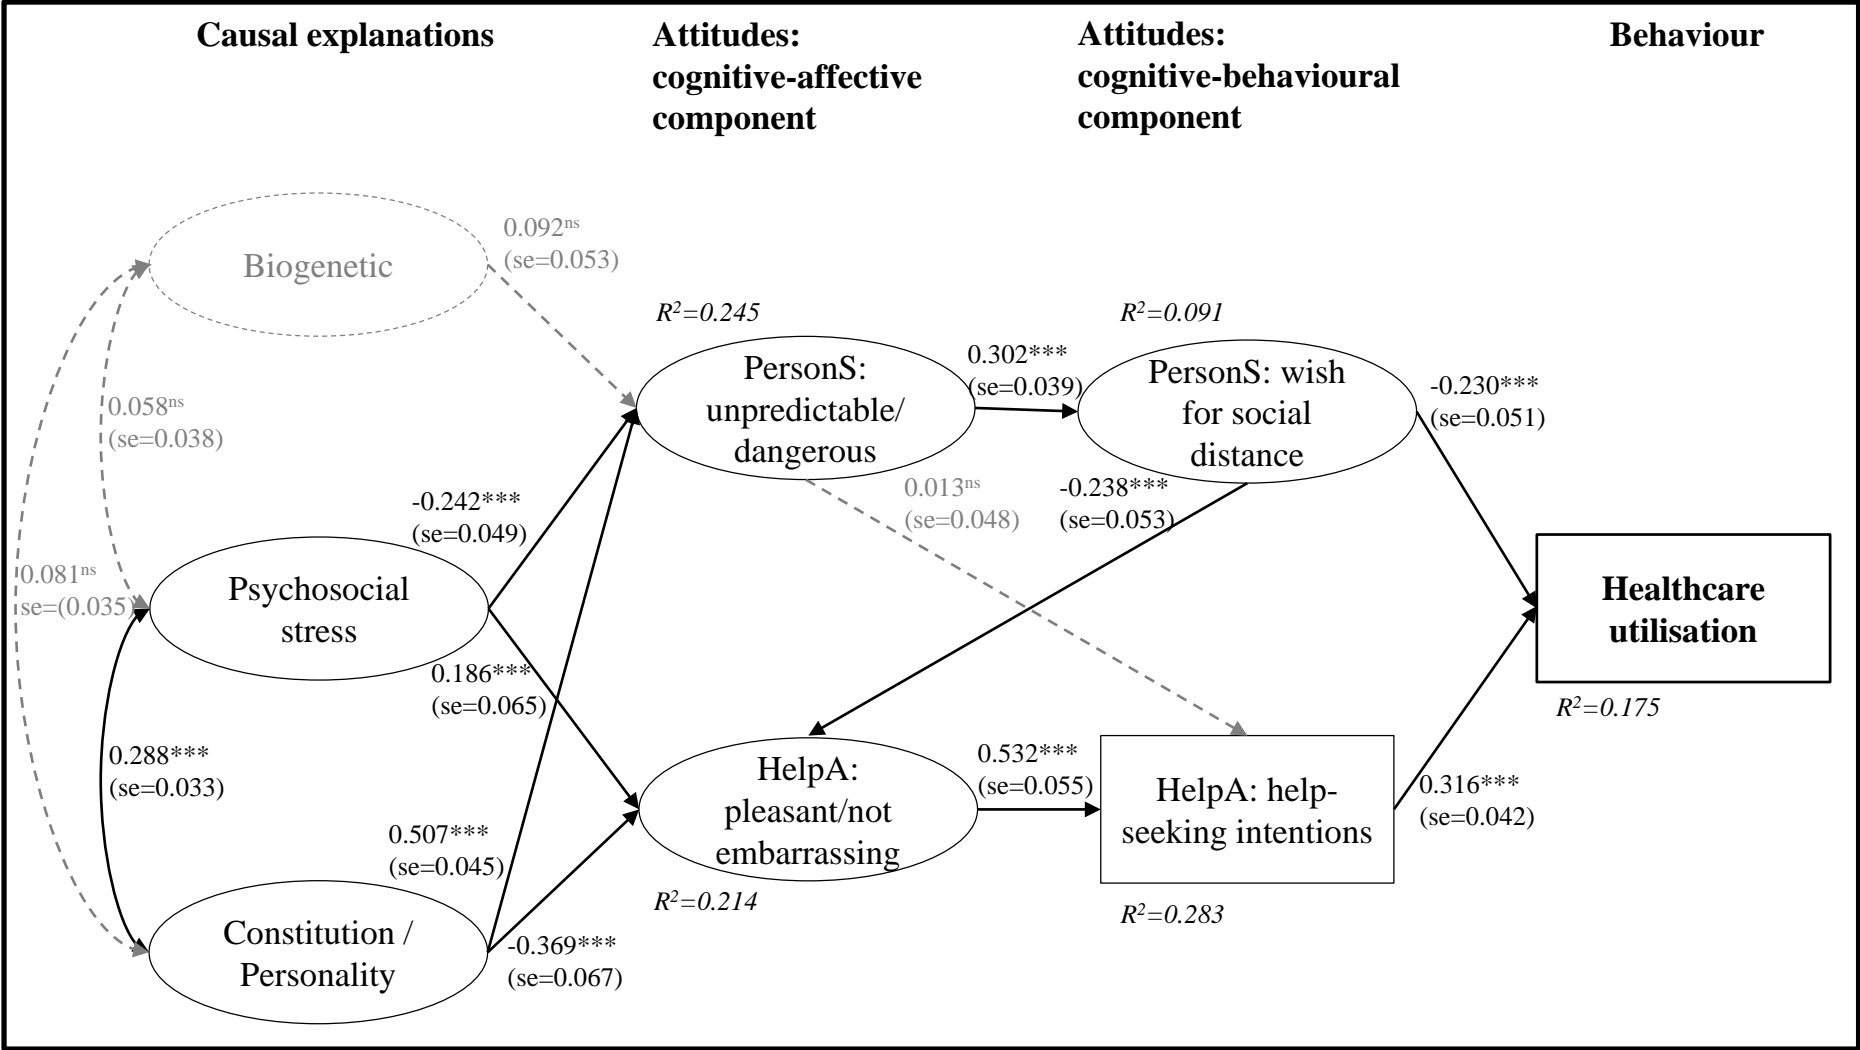 Causal explanations
Attitudes:
cognitive-affective
component
Attitudes:
cognitive-behavioural
component
Behaviour
Biogenetic
0.092ns
(se=0.053)
R²=0.245
R²=0.091
PersonS:
unpredictable/
dangerous
0.302***
(se=0.039)
PersonS: wish
for social
distance
-0.230***
(se=0.051)
0.058ns
(se=0.038)
-0.242***
(se=0.049)
0.013ns
(se=0.048)
-0.238***
(se=0.053)
0.081ns
se=(0.035)
Psychosocial
stress
Healthcare
utilisation
R²=0.175
0.186***
(se=0.065)
0.288***
(se=0.033)
HelpA:
pleasant/not
embarrassing
0.532***
(se=0.055)
HelpA: help-
seeking intentions
0.316***
(se=0.042)
0.507***
(se=0.045)
R²=0.214
R²=0.283
Constitution /
Personality
-0.369***
(se=0.067)